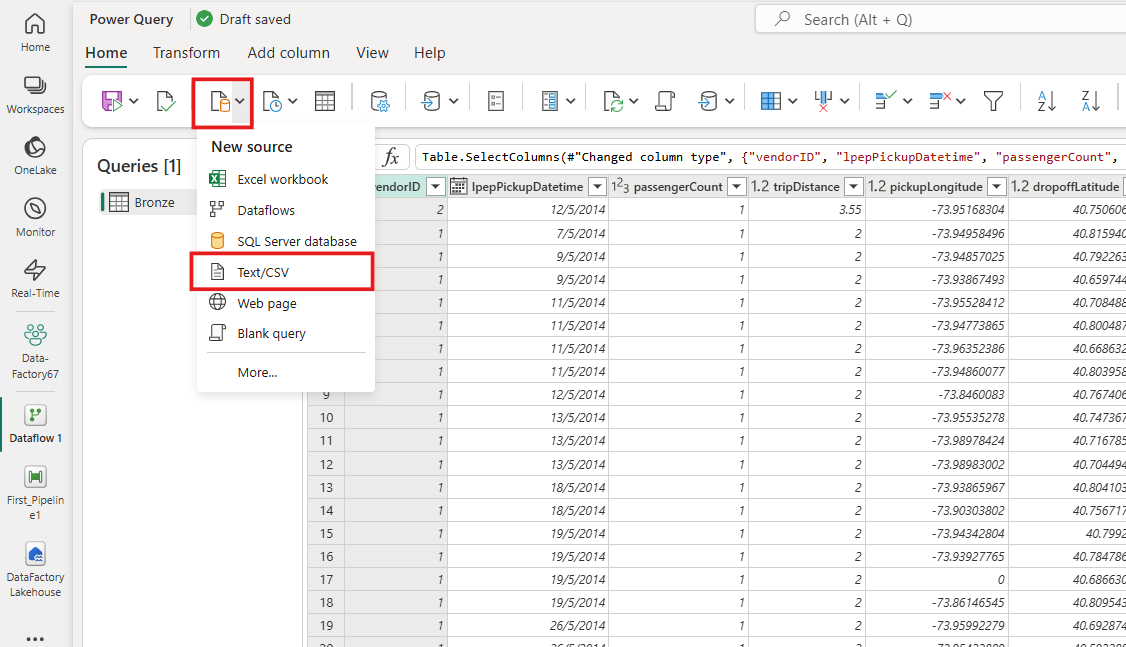 Power Query
Draft saved
Search (Alt + Q)
Home
Transform
Add column
View
Help
Home
Workspaces
OneLake
Monitor
Real-Time
Data-
Factory67
Dataflow 1
First_Pipelin
e1
DataFactory
Lakehouse
Queries [1]
Bronze
New source
Excel workbook
Dataflows
SQL Server database
Text/CSV
Web page
Blank query
More...
fx Table.SelectColumns(#"Changed column type", {"vendorID", "lpepPickupDatetime", "passengerCount",
vendorID lpepPickupDatetime 1 2 3 passengerCount 1.2 tripDistance 1.2 pickupLongitude 1.2 dropoffLatitude
2 12/5/2014 1 3.55 -73.95168304 40.750606
1 7/5/2014 1 2 -73.94958496 40.815940
1 9/5/2014 1 2 -73.94857025 40.792263
1 9/5/2014 1 2 -73.93867493 40.659744
1 11/5/2014 1 2 -73.95528412 40.708488
1 11/5/2014 1 2 -73.94773865 40.800487
1 11/5/2014 1 2 -73.96352386 40.668632
1 11/5/2014 1 2 -73.94860077 40.803958
9 1 12/5/2014 1 2 -73.8460083 40.767406
10 1 13/5/2014 1 2 -73.95535278 40.747367
11 1 13/5/2014 1 2 -73.98978424 40.716785
12 1 13/5/2014 1 2 -73.98983002 40.704494
13 1 18/5/2014 1 2 -73.93865967 40.804103
14 1 18/5/2014 1 2 -73.90303802 40.756717
15 1 19/5/2014 1 2 -73.94342804 40.7992
16 1 19/5/2014 1 2 -73.93927765 40.784786
17 1 19/5/2014 1 2 0 40.686630
18 1 19/5/2014 1 2 -73.86146545 40.809543
19 1 26/5/2014 1 2 -73.95992279 40.692874